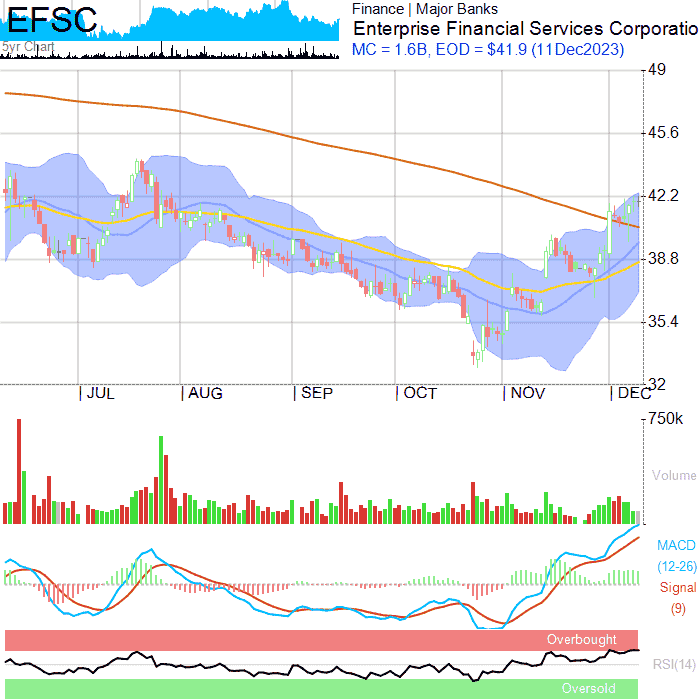 EFSC
5yr Chart
Finance | Major Banks
Enterprise Financial Services Corporatio
MC = 1.6B, EOD = $41.9 (11Dec2023)
49
45.6
42.2
38.8
35.4
32
| JUL
| AUG
| SEP
| OCT
| NOV
| DEC
750k
Volume
MACD
(12-26)
Signal
(9)
Overbought
RSI(14)
Oversold